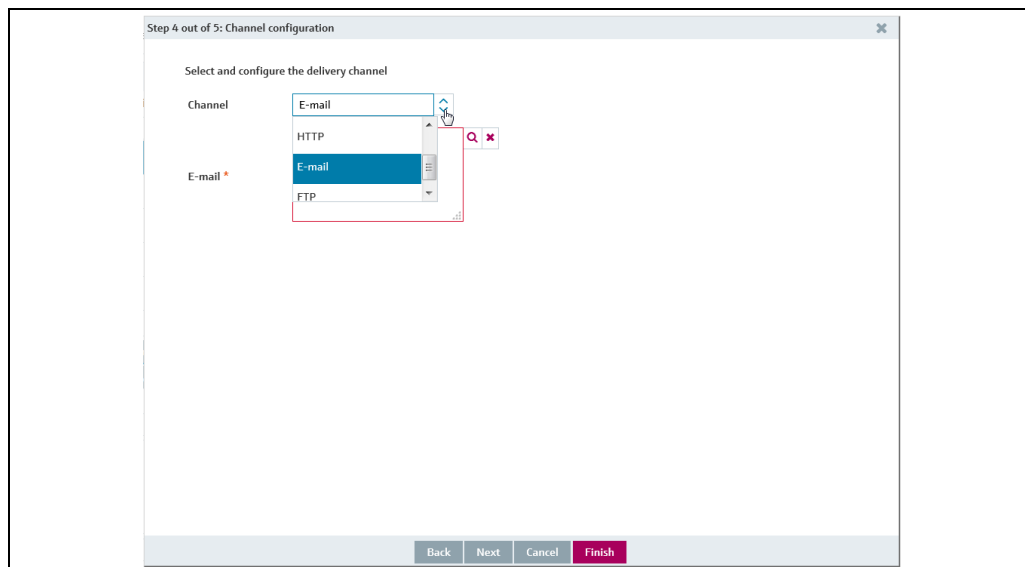 Step 4 out of 5: Channel configuration
Select and configure the delivery channel
Channel
E-mail
HTTP
E-mail
E-mail *
FTP
Back Next Cancel Finish